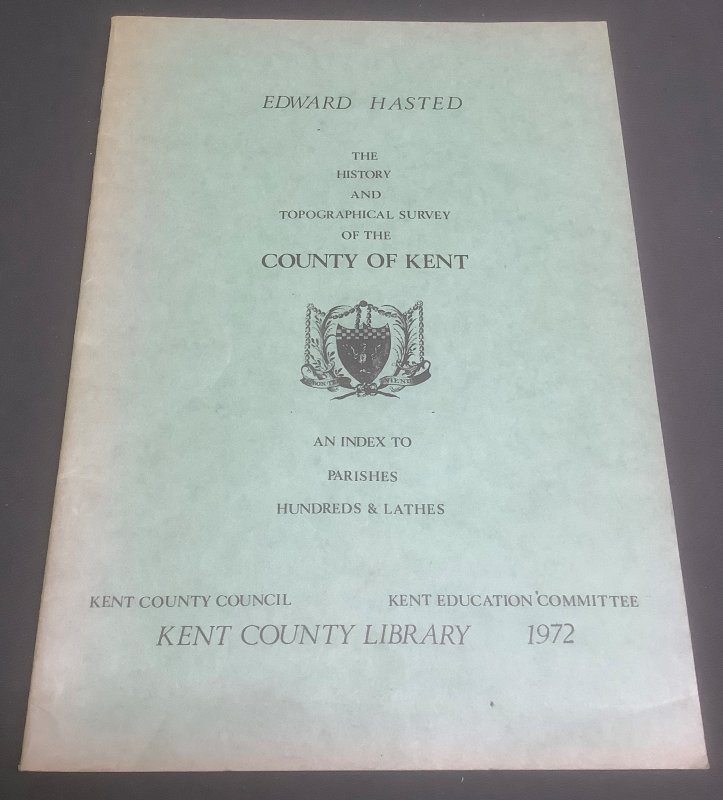 EDWARD HASTED
THE
HISTORY
AND
TOPOGRAPHICAL SURVEY
OF THE
COUNTY OF KENT
AN INDEX TO
PARISHES
HUNDREDS & LATHES
KENT COUNTY COUNCIL KENT EDUCATION COMMITTEE
KENT COUNTY LIBRARY 1972